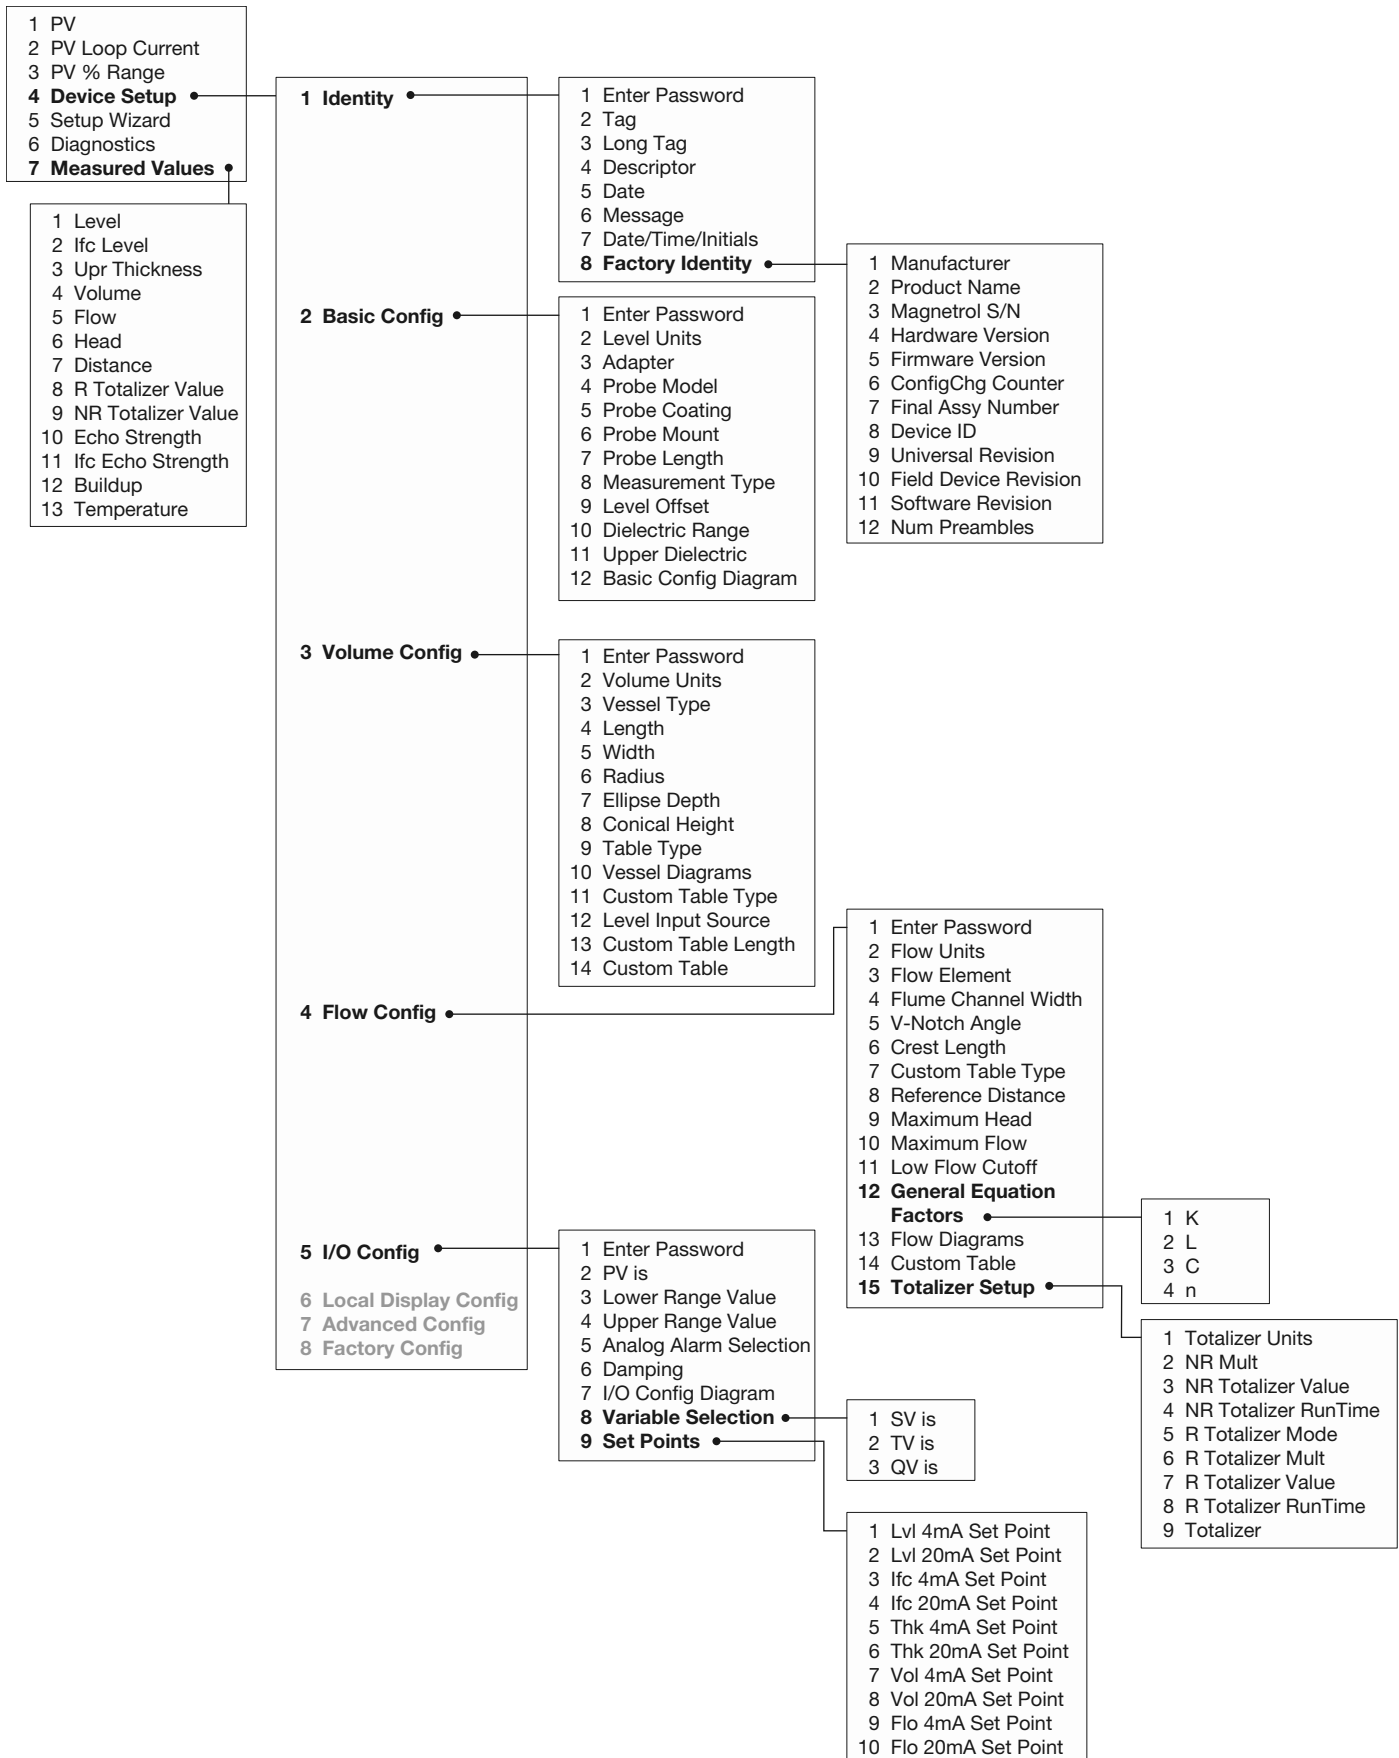 1 PV
2 PV Loop Current
3 PV % Range
4 Device Setup
5 Setup Wizard
6 Diagnostics
7 Measured Values
1 Level
2 Ifc Level
3 Upr Thickness
4 Volume
5 Flow
6 Head
7 Distance
8 R Totalizer Value
9 NR Totalizer Value
10 Echo Strength
11 Ifc Echo Strength
12 Buildup
13 Temperature
1 Identity
2 Basic Config
3 Volume Config
4 Flow Config
5 I/O Config
6 Local Display Config
7 Advanced Config
8 Factory Config
1 Enter Password
2 Tag
3 Long Tag
4 Descriptor
5 Date
6 Message
7 Date/Time/Initials
8 Factory Identity
1 Manufacturer
2 Product Name
3 Magnetrol S/N
4 Hardware Version
5 Firmware Version
6 ConfigChg Counter
7 Final Assy Number
8 Device ID
9 Universal Revision
10 Field Device Revision
11 Software Revision
12 Num Preambles
1 Enter Password
2 Level Units
3 Adapter
4 Probe Model
5 Probe Coating
6 Probe Mount
7 Probe Length
8 Measurement Type
9 Level Offset
10 Dielectric Range
11 Upper Dielectric
12 Basic Config Diagram
1 Enter Password
2 Volume Units
3 Vessel Type
4 Length
5 Width
6 Radius
7 Ellipse Depth
8 Conical Height
9 Table Type
10 Vessel Diagrams
11 Custom Table Type
12 Level Input Source
13 Custom Table Length
14 Custom Table
1 Enter Password
2 Flow Units
3 Flow Element
4 Flume Channel Width
5 V-Notch Angle
6 Crest Length
7 Custom Table Type
8 Reference Distance
9 Maximum Head
10 Maximum Flow
11 Low Flow Cutoff
12 General Equation
Factors
13 Flow Diagrams
14 Custom Table
15 Totalizer Setup
1 K
2 L
3 C
4 n
1 Totalizer Units
2 NR Mult
3 NR Totalizer Value
4 NR Totalizer RunTime
5 R Totalizer Mode
6 R Totalizer Mult
7 R Totalizer Value
8 R Totalizer RunTime
9 Totalizer
1 Enter Password
2 PV is
3 Lower Range Value
4 Upper Range Value
5 Analog Alarm Selection
6 Damping
7 I/O Config Diagram
8 Variable Selection
9 Set Points
1 SV is
2 TV is
3 QV is
1 Lvl 4mA Set Point
2 Lvl 20mA Set Point
3 Ifc 4mA Set Point
4 Ifc 20mA Set Point
5 Thk 4mA Set Point
6 Thk 20mA Set Point
7 Vol 4mA Set Point
8 Vol 20mA Set Point
9 Flo 4mA Set Point
10 Flo 20mA Set Point